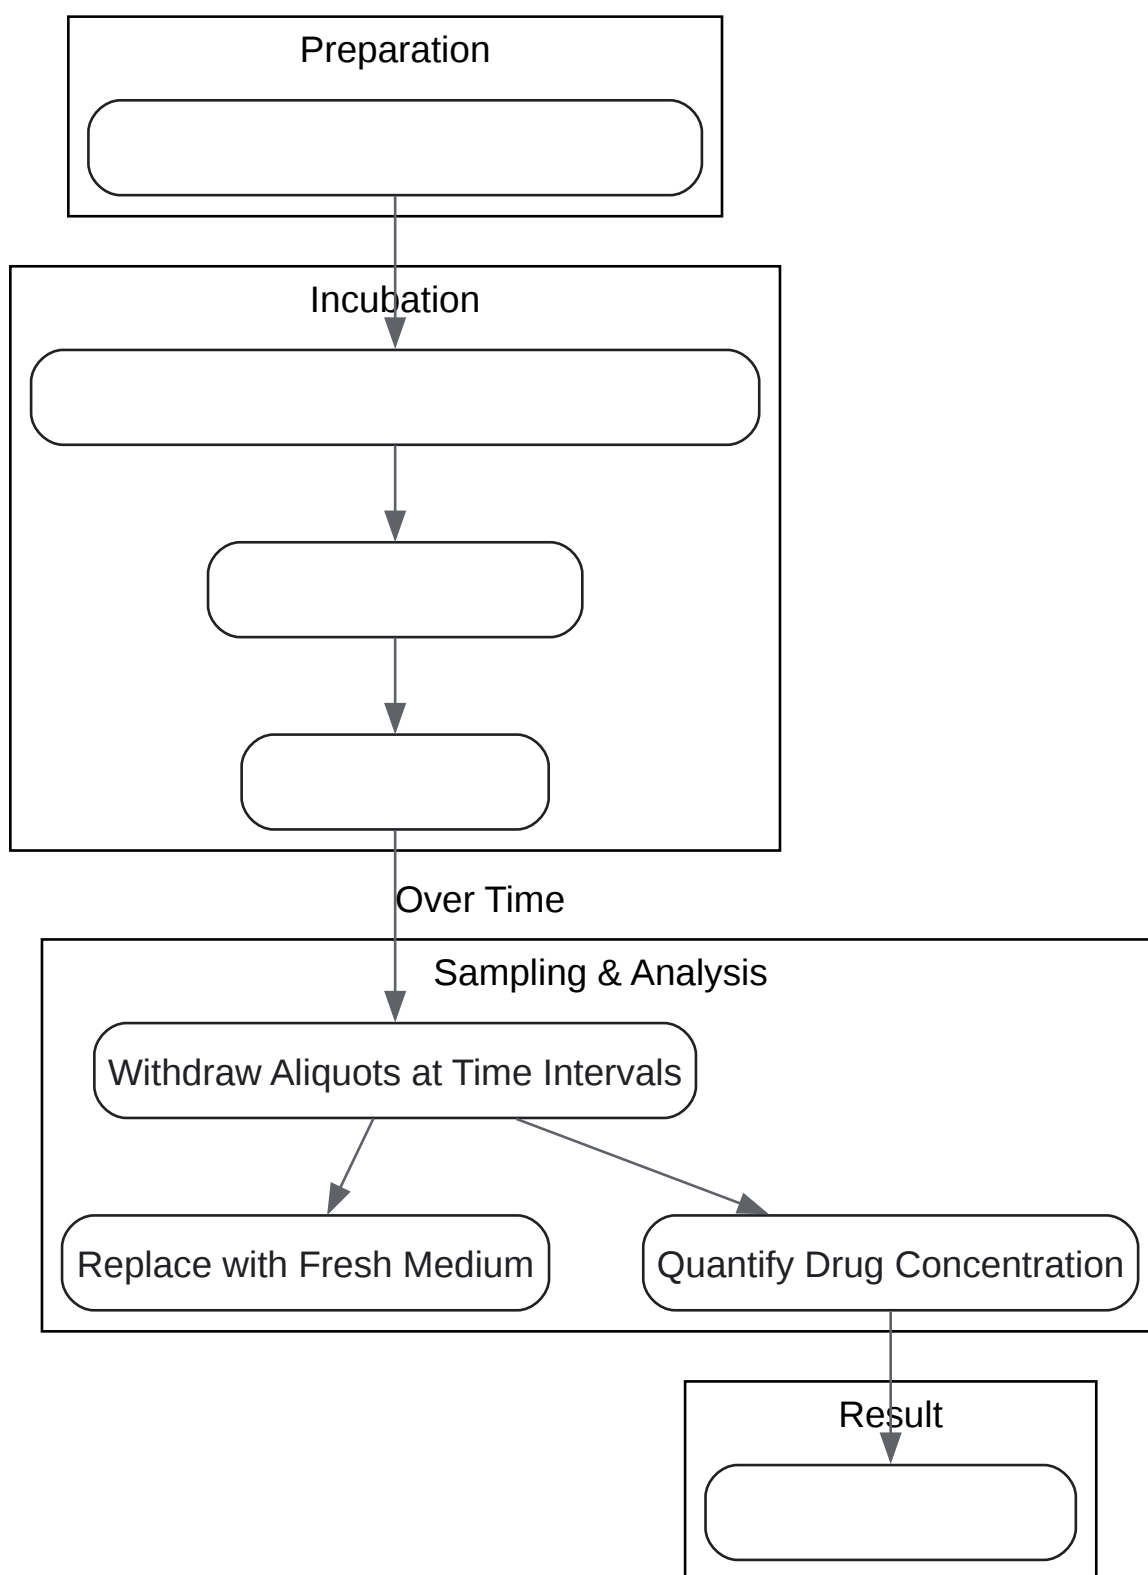 Preparation
Incubation
Over Time
Sampling & Analysis
Withdraw Aliquots at Time Intervals
Replace with Fresh Medium
Quantify Drug Concentration
Result